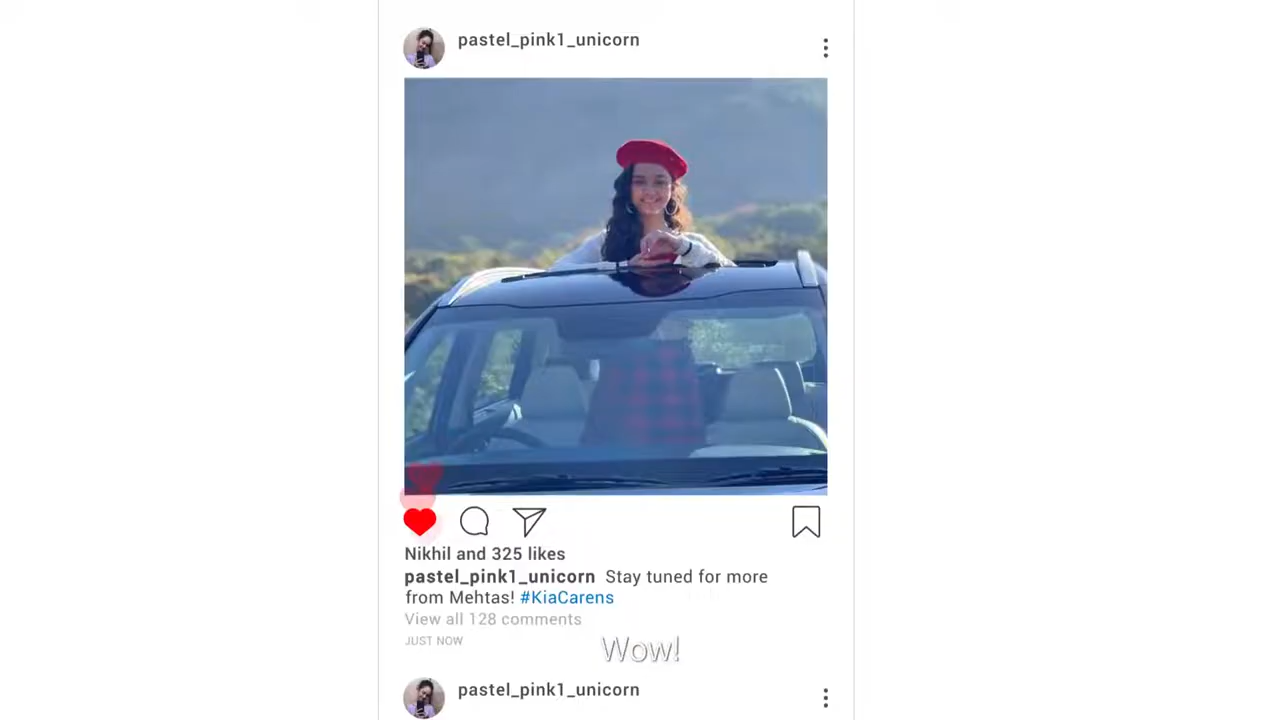 pastel_pink1_unicorn
Nikhil and 325 likes
pastel_pink1_unicorn Stay tuned for more
from Mehtas! #KiaCarens
View all 128 comments
JUST NOW
Wow!
pastel_pink1_unicorn